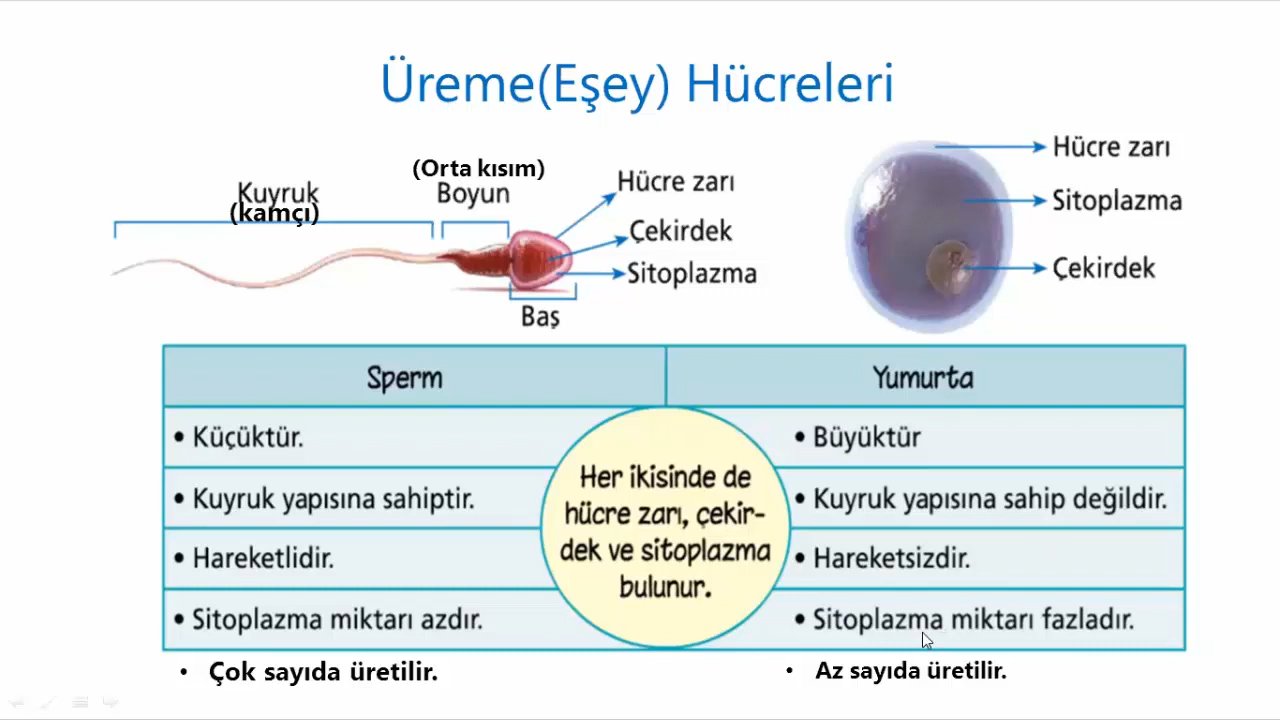 Üreme(Eşey) Hücreleri
(Orta kısım)
Kuyruk
(kamçı)
Boyun
Hücre zarı
Çekirdek
Sitoplazma
Baş
Hücre zarı
Sitoplazma
Çekirdek
Sperm
Yumurta
• Küçüktür.
• Kuyruk yapısına sahiptir.
• Hareketlidir.
• Sitoplazma miktarı azdır.
Her ikisinde de
hücre zarı, çekir-
dek ve sitoplazma
bulunur.
• Büyüktür
• Kuyruk yapısına sahip değildir.
• Hareketsizdir.
• Sitoplazma miktarı fazladır.
• Çok sayıda üretilir.
• Az sayıda üretilir.